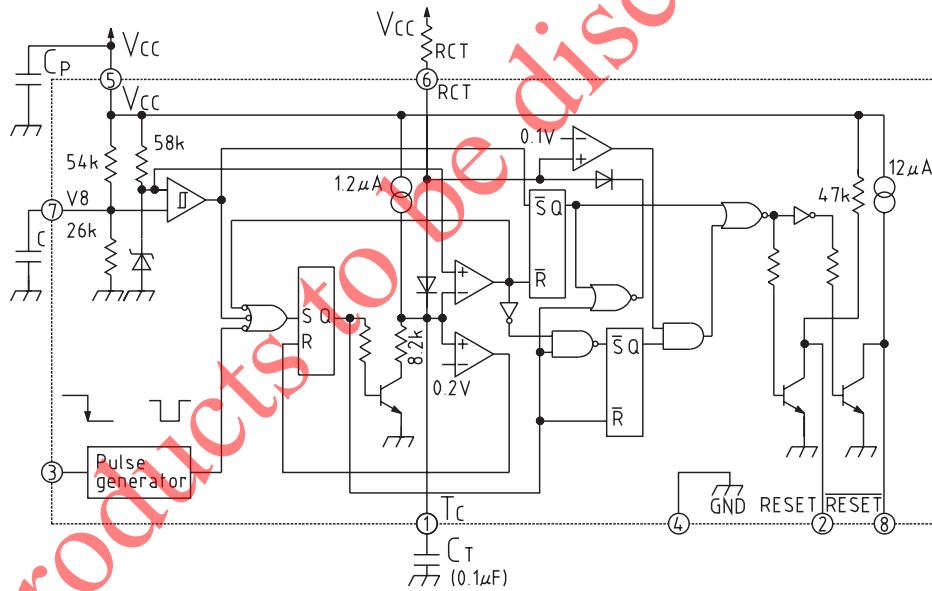 Vcc
RCT
Cp
Vcc
5
6
RCT
Vcc
58k
54k
0.1V
12μA
1.2μA
47k
7
V8
26k
C
S̅ Q
R̅
S Q
R
8.2k
0.2V
S̅ Q
R̅
3
Pulse
generator
Tc
1
4
GND
RESET
2
R̅E̅S̅E̅T̅
8
CT
(0.1μF)
roducts to be disc